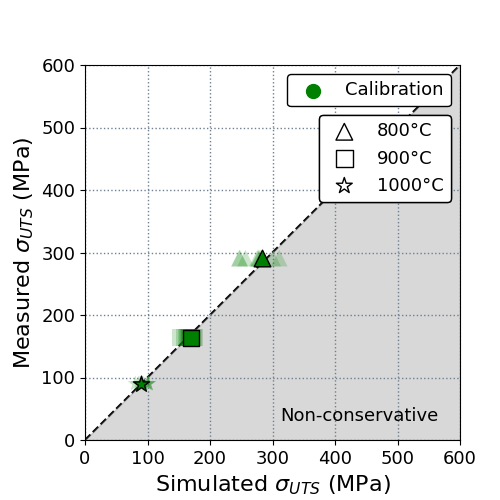 600
500
400
300
200
100
0
Measured σUTS (MPa)
Calibration
800°C
900°C
1000°C
Non-conservative
0 100 200 300 400 500 600
Simulated σUTS (MPa)